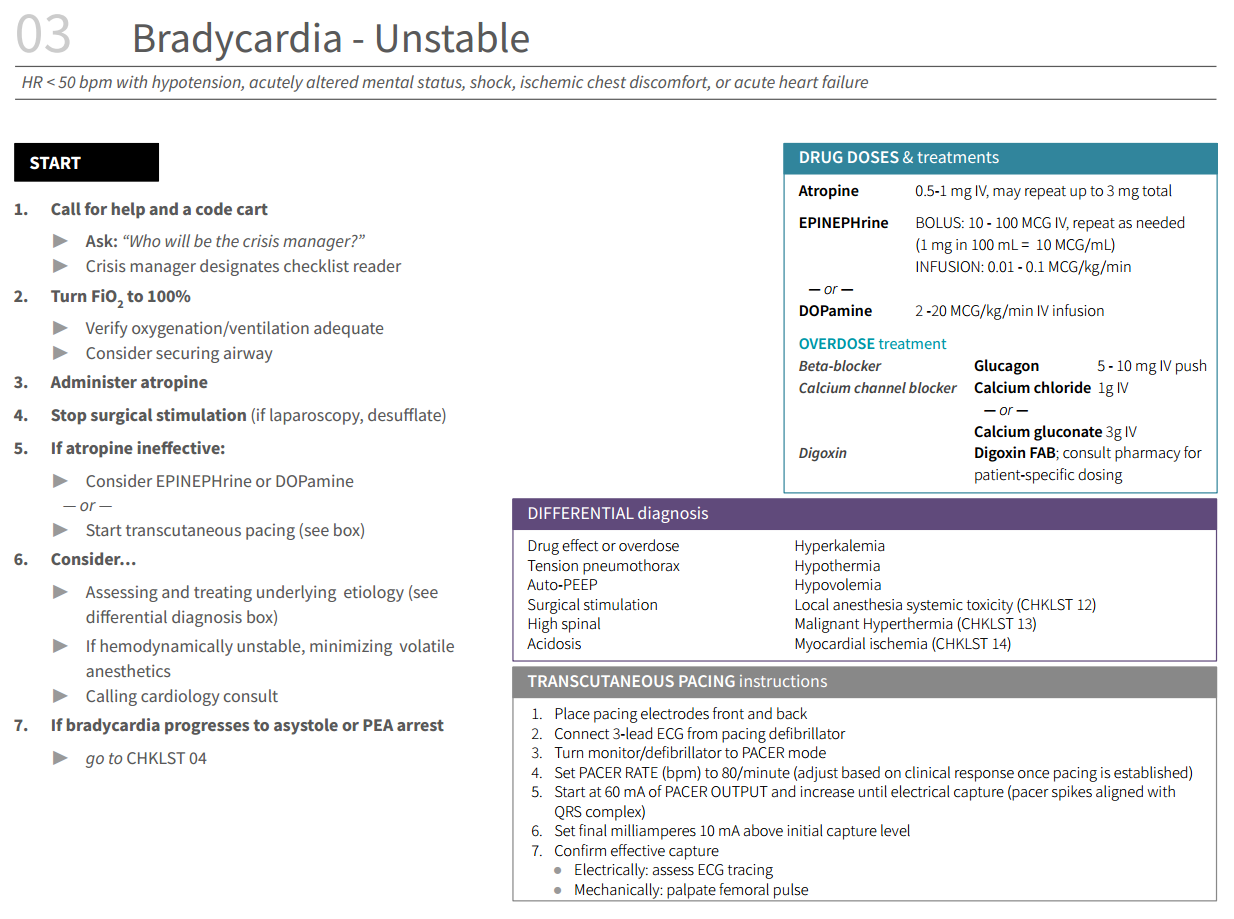 03 Bradycardia - Unstable
HR < 50 bpm with hypotension, acutely altered mental status, shock, ischemic chest discomfort, or acute heart failure
START
1. Call for help and a code cart
▶ Ask: “Who will be the crisis manager?”
▶ Crisis manager designates checklist reader
2. Turn FiO2 to 100%
▶ Verify oxygenation/ventilation adequate
▶ Consider securing airway
3. Administer atropine
4. Stop surgical stimulation (if laparoscopy, desufflate)
5. If atropine ineffective:
▶ Consider EPINEPHrine or DOPamine
— or —
▶ Start transcutaneous pacing (see box)
6. Consider...
▶ Assessing and treating underlying etiology (see
differential diagnosis box)
▶ If hemodynamically unstable, minimizing volatile
anesthetics
▶ Calling cardiology consult
7. If bradycardia progresses to asystole or PEA arrest
▶ go to CHKLST 04
DRUG DOSES & treatments
Atropine 0.5-1 mg IV, may repeat up to 3 mg total
EPINEPHrine BOLUS: 10 - 100 MCG IV, repeat as needed
(1 mg in 100 mL = 10 MCG/mL)
INFUSION: 0.01 - 0.1 MCG/kg/min
— or —
DOPamine 2 -20 MCG/kg/min IV infusion
OVERDOSE treatment
Beta-blocker Glucagon 5 - 10 mg IV push
Calcium channel blocker Calcium chloride 1g IV
— or —
Calcium gluconate 3g IV
Digoxin Digoxin FAB; consult pharmacy for
patient-specific dosing
DIFFERENTIAL diagnosis
Drug effect or overdose Hyperkalemia
Tension pneumothorax Hypothermia
Auto-PEEP Hypovolemia
Surgical stimulation Local anesthesia systemic toxicity (CHKLST 12)
High spinal Malignant Hyperthermia (CHKLST 13)
Acidosis Myocardial ischemia (CHKLST 14)
TRANSCUTANEOUS PACING instructions
1. Place pacing electrodes front and back
2. Connect 3-lead ECG from pacing defibrillator
3. Turn monitor/defibrillator to PACER mode
4. Set PACER RATE (bpm) to 80/minute (adjust based on clinical response once pacing is established)
5. Start at 60 mA of PACER OUTPUT and increase until electrical capture (pacer spikes aligned with
QRS complex)
6. Set final milliamperes 10 mA above initial capture level
7. Confirm effective capture
● Electrically: assess ECG tracing
● Mechanically: palpate femoral pulse